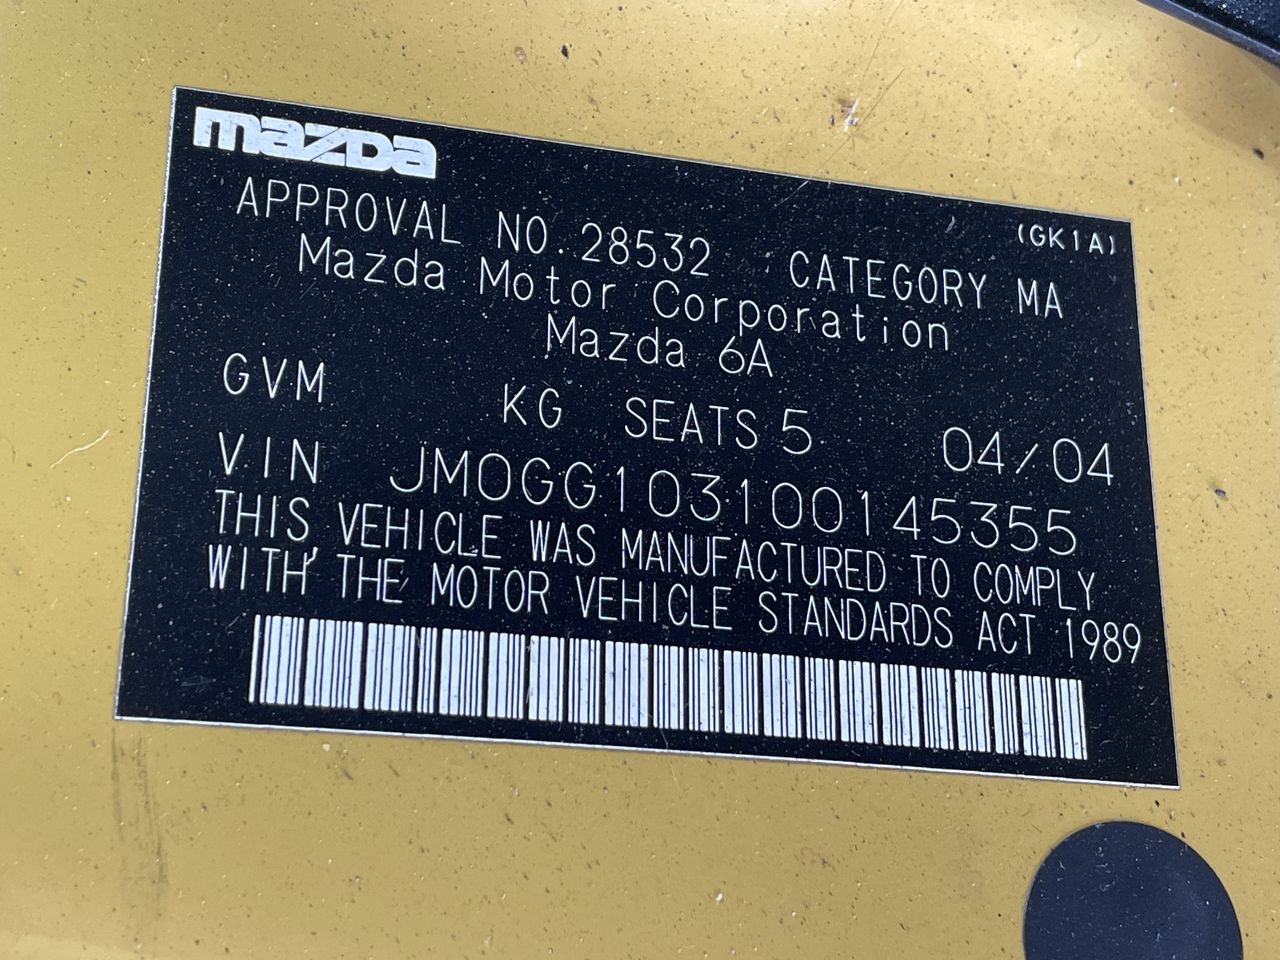 mazda
(GK1A)
APPROVAL NO.28532 CATEGORY MA
Mazda Motor Corporation
Mazda 6A
GVM KG SEATS 5 04/04
VIN JM0GG103100145355
THIS VEHICLE WAS MANUFACTURED TO COMPLY
WITH THE MOTOR VEHICLE STANDARDS ACT 1989